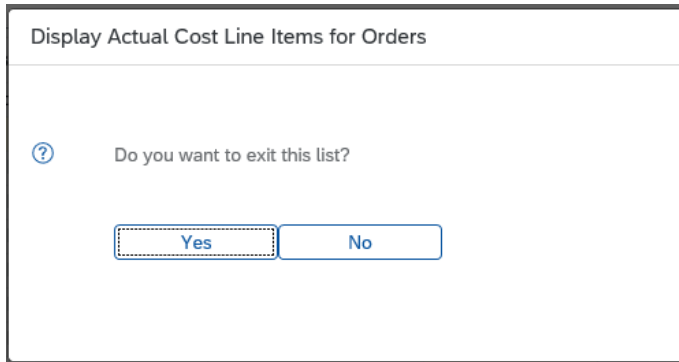 Display Actual Cost Line Items for Orders
Do you want to exit this list?
Yes No